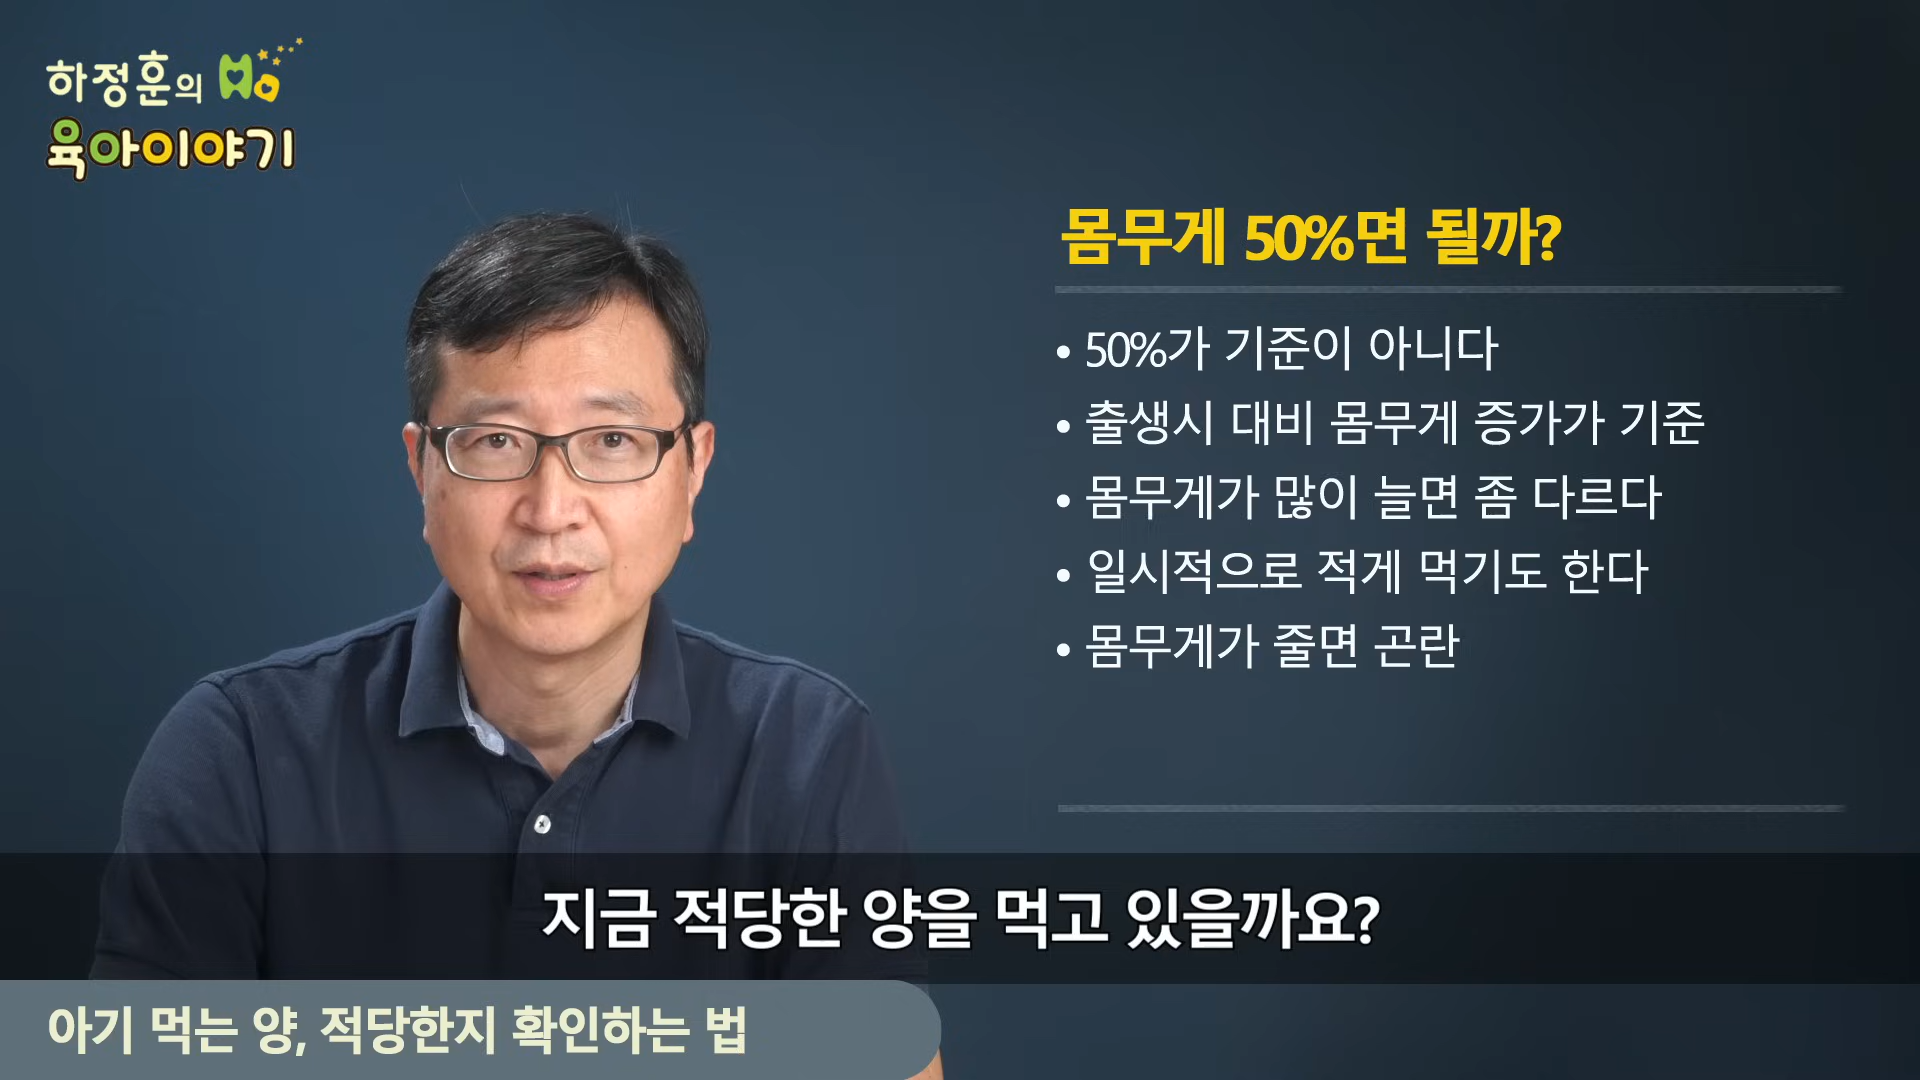 하정훈의
육아이야기
몸무게 50%면 될까?
• 50%가 기준이 아니다
• 출생시 대비 몸무게 증가가 기준
• 몸무게가 많이 늘면 좀 다르다
• 일시적으로 적게 먹기도 한다
• 몸무게가 줄면 곤란
지금 적당한 양을 먹고 있을까요?
아기 먹는 양, 적당한지 확인하는 법